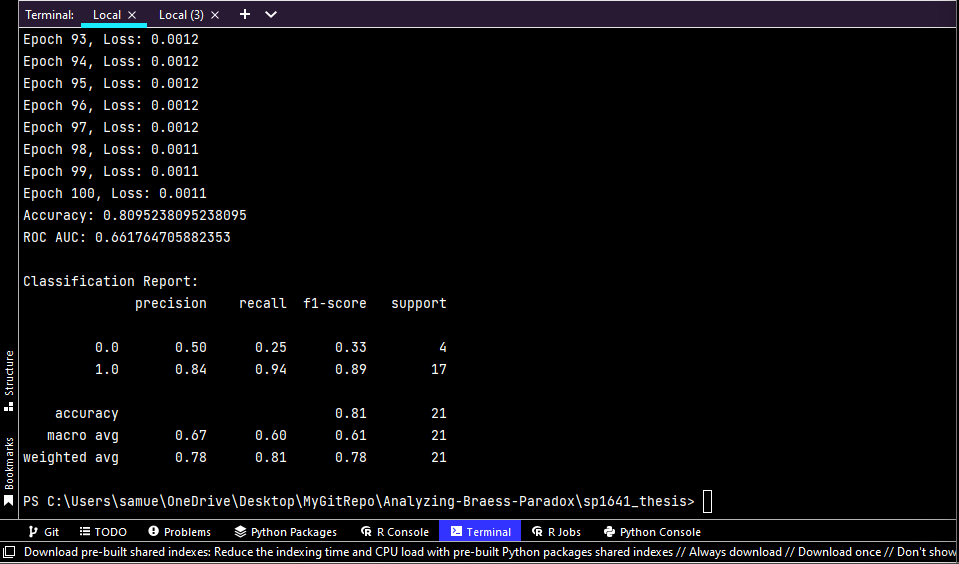 Terminal: Local × Local (3) × +
Epoch 93, Loss: 0.0012
Epoch 94, Loss: 0.0012
Epoch 95, Loss: 0.0012
Epoch 96, Loss: 0.0012
Epoch 97, Loss: 0.0012
Epoch 98, Loss: 0.0011
Epoch 99, Loss: 0.0011
Epoch 100, Loss: 0.0011
Accuracy: 0.8095238095238095
ROC AUC: 0.661764705882353
Classification Report:
precision recall f1-score support
0.0 0.50 0.25 0.33 4
1.0 0.84 0.94 0.89 17
accuracy 0.81 21
macro avg 0.67 0.60 0.61 21
weighted avg 0.78 0.81 0.78 21
PS C:\Users\samue\OneDrive\Desktop\MyGitRepo\Analyzing-Braess-Paradox\sp1641_thesis>
Structure
Bookmarks
Git TODO Problems Python Packages R Console Terminal R Jobs Python Console
Download pre-built shared indexes: Reduce the indexing time and CPU load with pre-built Python packages shared indexes // Always download // Download once // Don't show